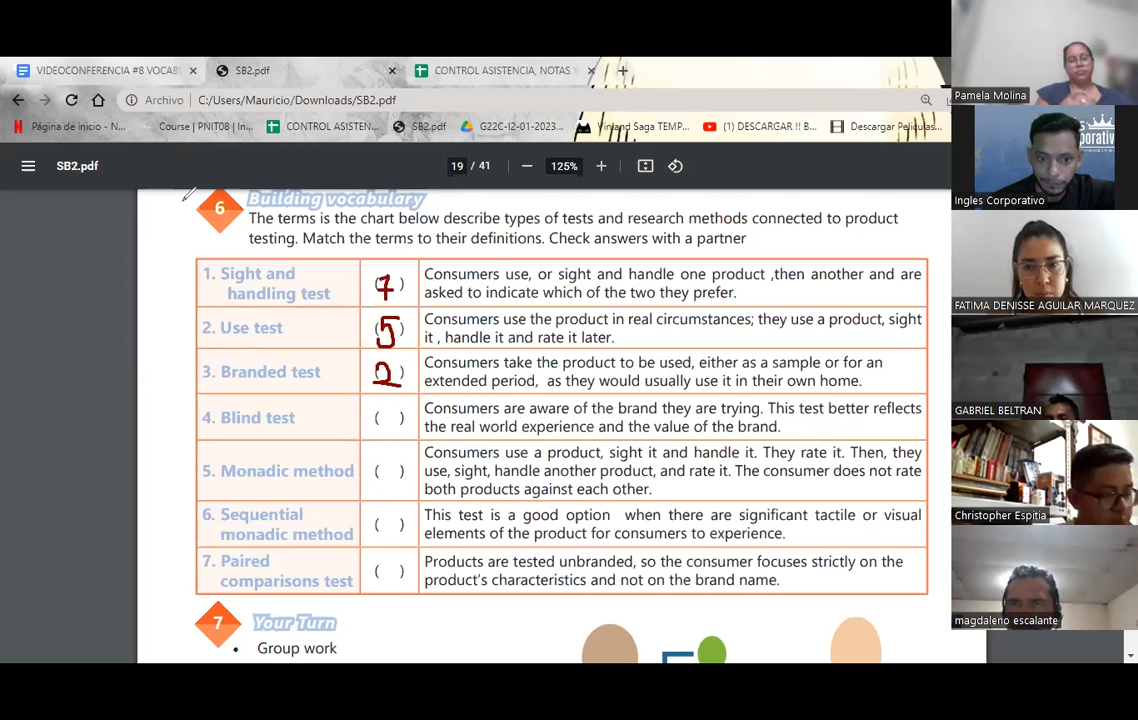 VIDEOCONFERENCIA #8 VOCAB
SB2.pdf
CONTROL ASISTENCIA, NOTAS Y
Archivo
C:/Users/Mauricio/Downloads/SB2.pdf
Página de inicio - N...
Course | PNIT08 | In...
CONTROL ASISTEN...
SB2.pdf
G22C-I2-01-2023...
Vinland Saga TEMP...
(1) DESCARGAR !! B...
Descargar Peliculas...
SB2.pdf
19 / 41
125%
6 Building vocabulary
The terms is the chart below describe types of tests and research methods connected to product
testing. Match the terms to their definitions. Check answers with a partner
1. Sight and
handling test
(7)
Consumers use, or sight and handle one product ,then another and are
asked to indicate which of the two they prefer.
2. Use test
(5)
Consumers use the product in real circumstances; they use a product, sight
it , handle it and rate it later.
3. Branded test
(2)
Consumers take the product to be used, either as a sample or for an
extended period, as they would usually use it in their own home.
4. Blind test
( )
Consumers are aware of the brand they are trying. This test better reflects
the real world experience and the value of the brand.
5. Monadic method
( )
Consumers use a product, sight it and handle it. They rate it. Then, they
use, sight, handle another product, and rate it. The consumer does not rate
both products against each other.
6. Sequential
monadic method
( )
This test is a good option when there are significant tactile or visual
elements of the product for consumers to experience.
7. Paired
comparisons test
( )
Products are tested unbranded, so the consumer focuses strictly on the
product's characteristics and not on the brand name.
7 Your Turn
• Group work
Pamela Molina
Ingles Corporativo
FATIMA DENISSE AGUILAR MARQUEZ
GABRIEL BELTRAN
Christopher Espitia
magdaleno escalante